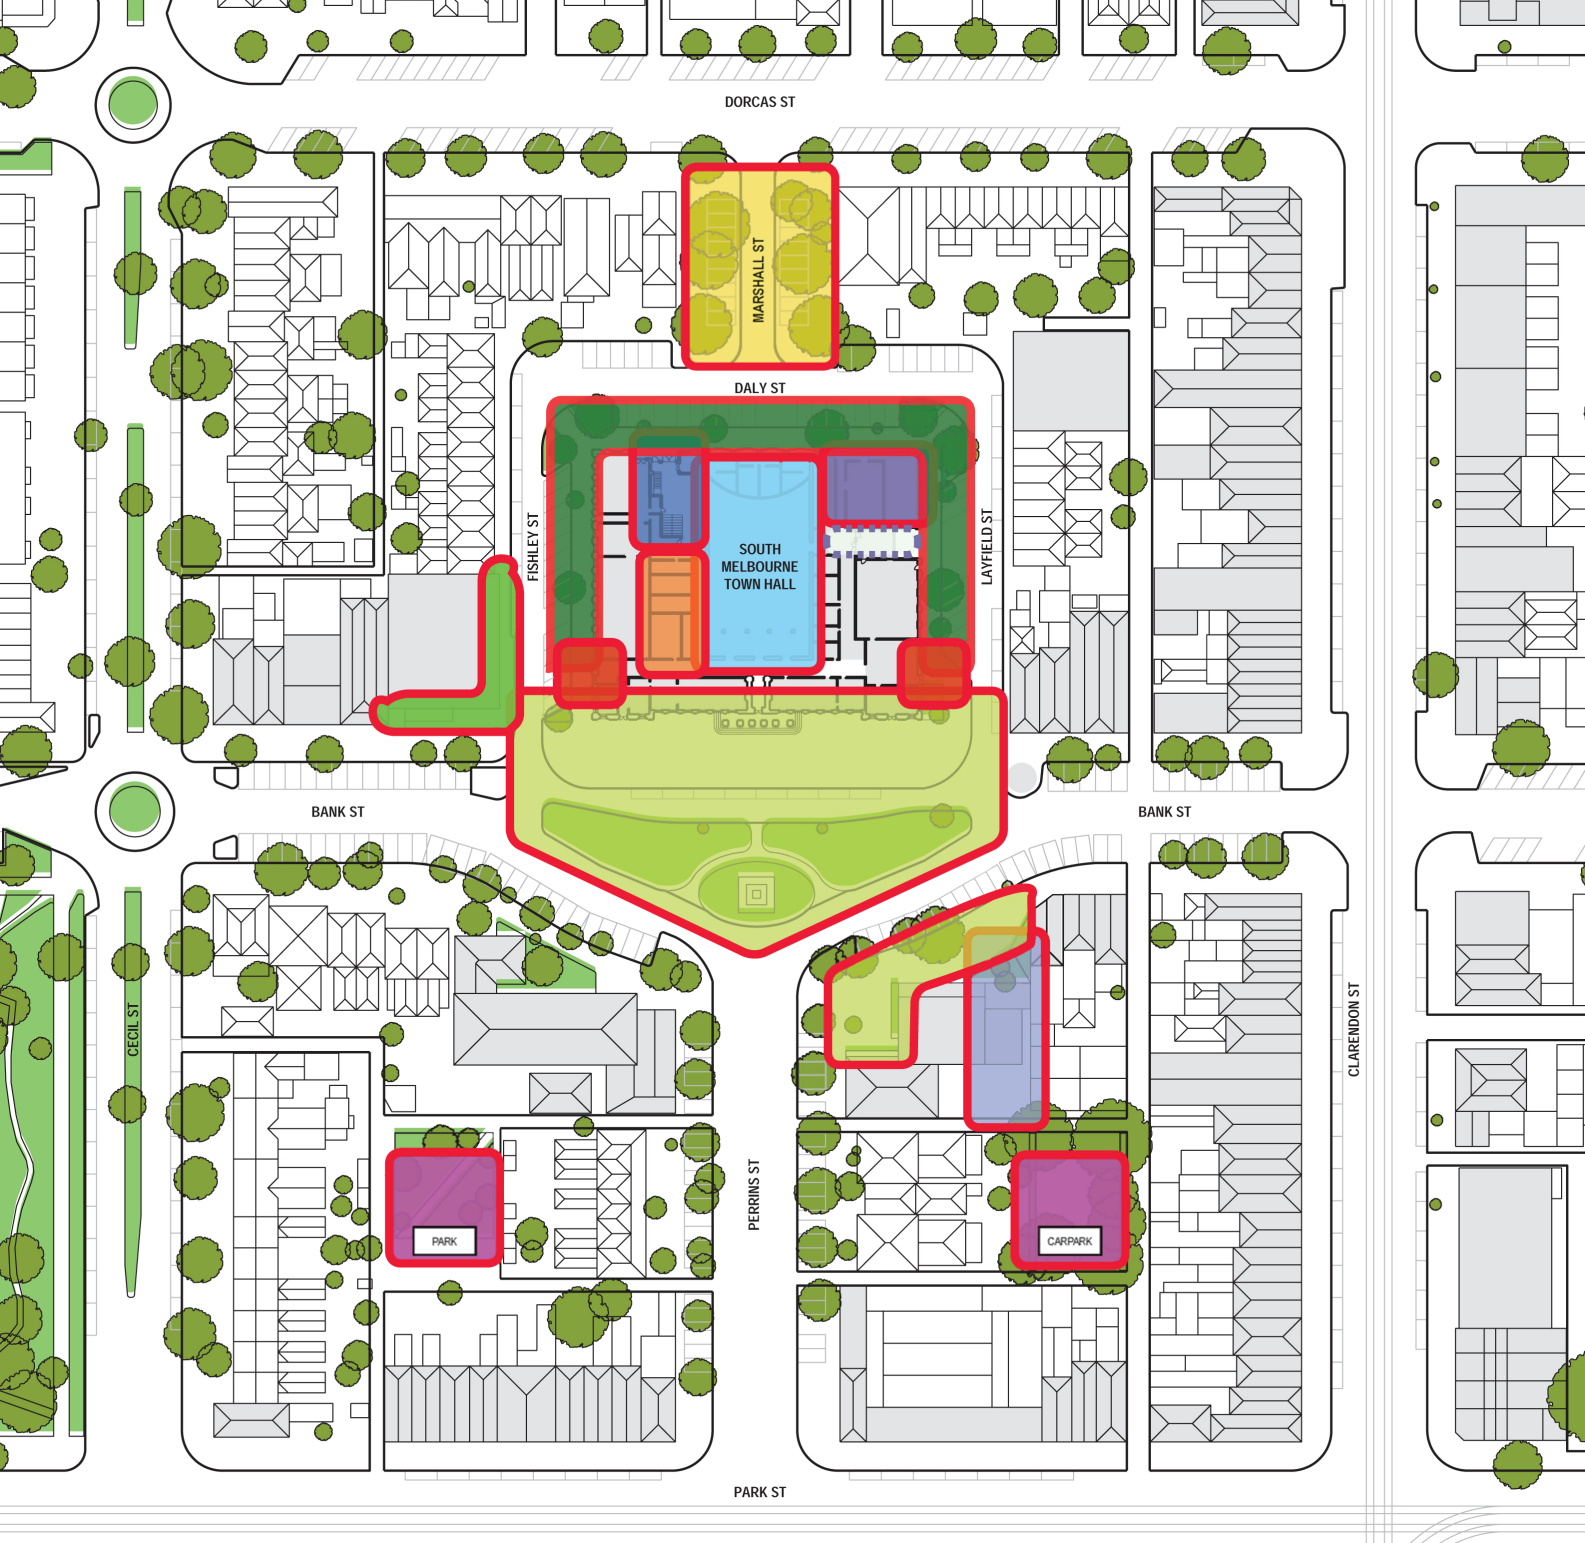 DORCAS ST
MARSHALL ST
DALY ST
FISHLEY ST
LAYFIELD ST
SOUTH
MELBOURNE
TOWN HALL
BANK ST
BANK ST
CECIL ST
CLARENDON ST
PERRINS ST
PARK
CARPARK
PARK ST